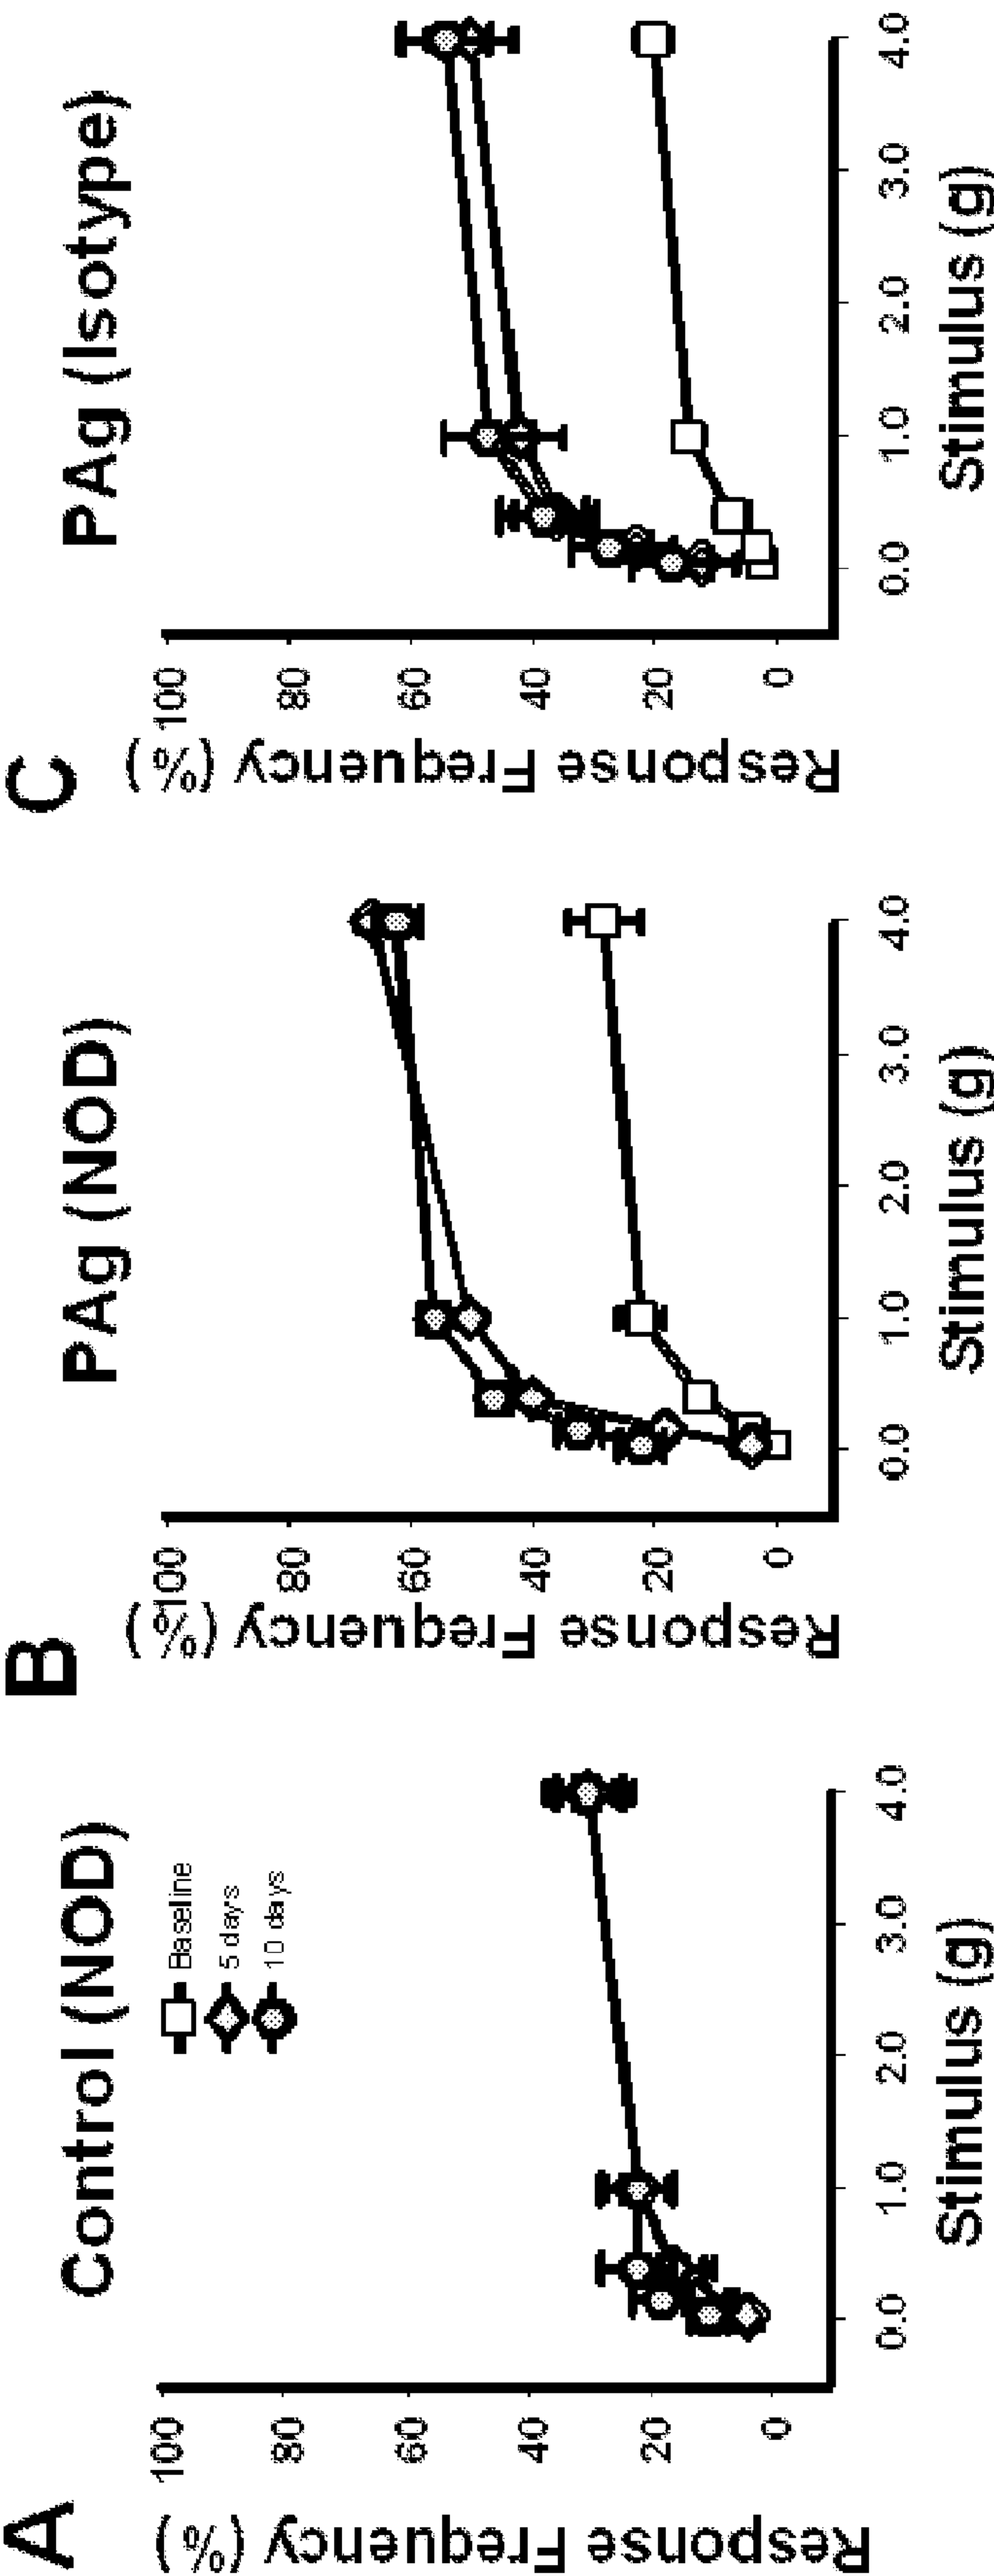 A
Control (NOD)
Response Frequency (%)
100
80
60
40
20
0
Baseline
5 days
10 days
0.0 1.0 2.0 3.0 4.0
Stimulus (g)
B
PAg (NOD)
Response Frequency (%)
100
80
60
40
20
0
0.0 1.0 2.0 3.0 4.0
Stimulus (g)
C
PAg (Isotype)
Response Frequency (%)
100
80
60
40
20
0
0.0 1.0 2.0 3.0 4.0
Stimulus (g)